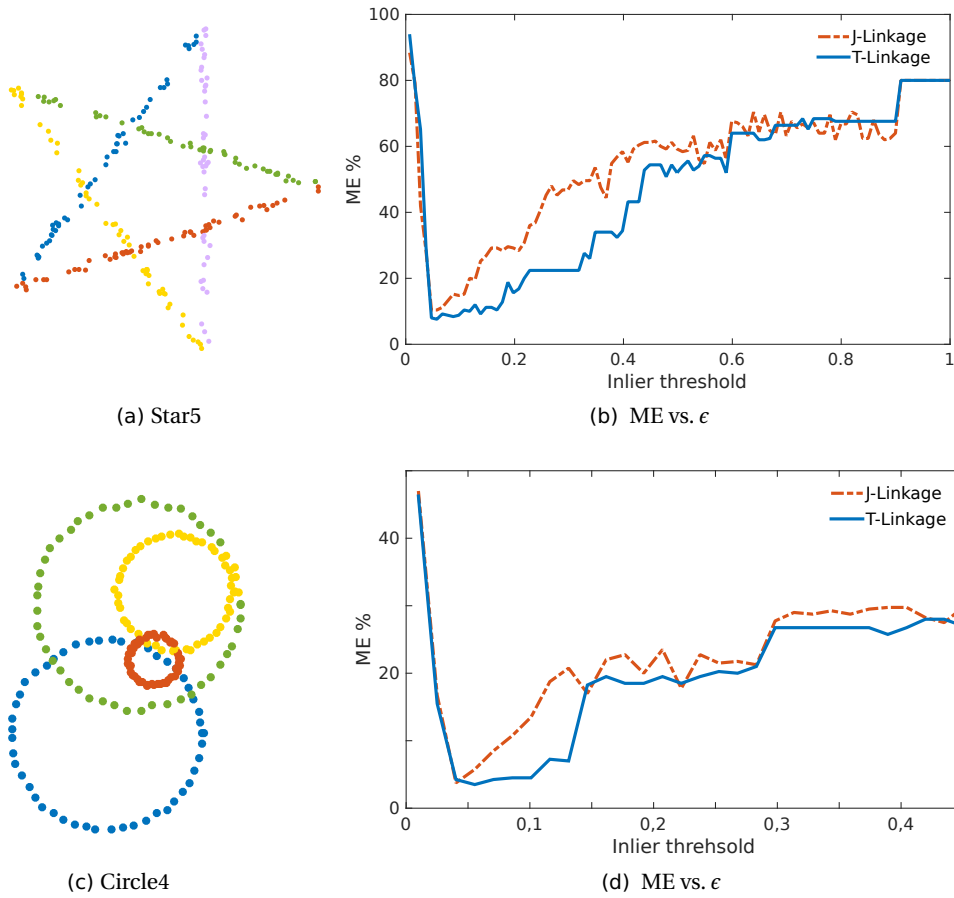 100
80
60
40
20
0
ME %
J-Linkage
T-Linkage
0 0.2 0.4 0.6 0.8 1
Inlier threshold
(a) Star5
(b) ME vs. ϵ
40
20
0
ME %
J-Linkage
T-Linkage
0 0,1 0,2 0,3 0,4
Inlier threhsold
(c) Circle4
(d) ME vs. ϵ